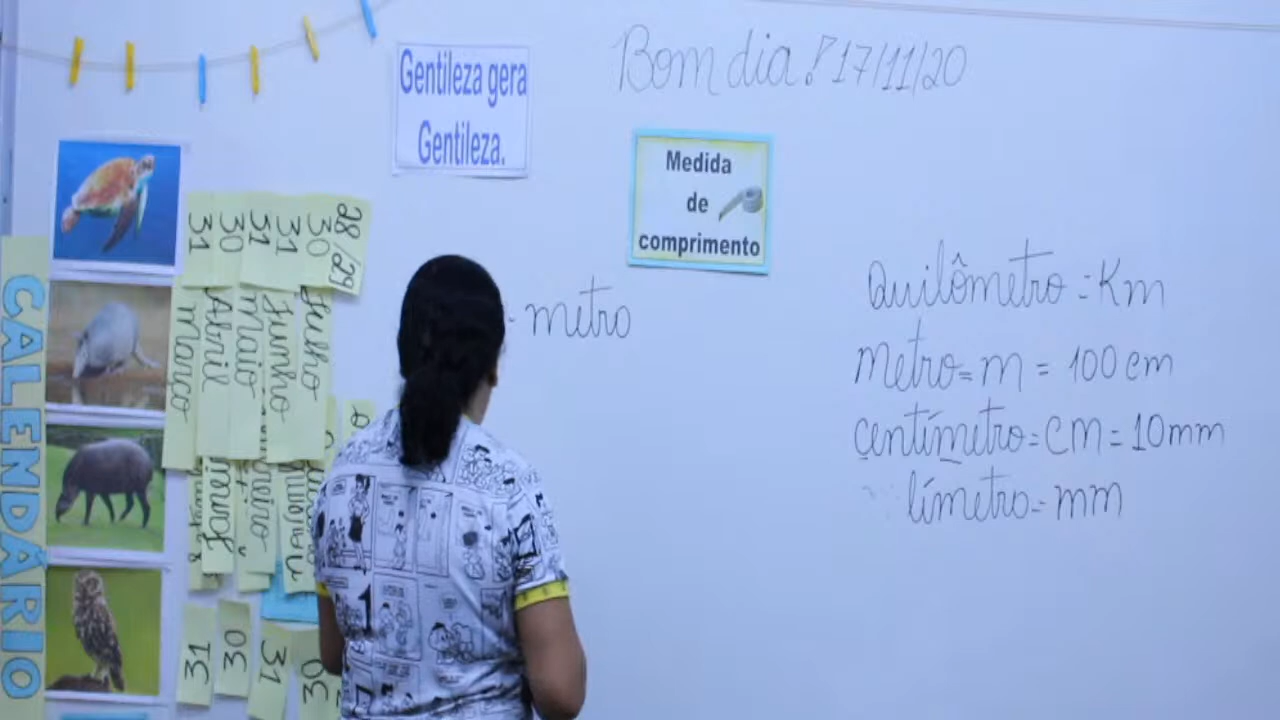 Gentileza gera
Gentileza.
Bom dia! 17/11/20
Medida
de
comprimento
metro
Quilômetro = Km
Metro = m = 100 cm
centímetro = cm = 10 mm
límetro = mm
CALENDÁRIO
31
30
31
31
30
28/29
Março
Abril
Maio
Junho
Julho
31
30
31
30